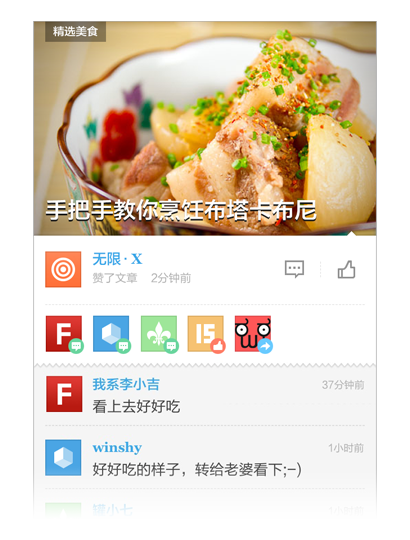 精选美食
手把手教你烹饪布塔卡布尼
无限·X
赞了文章 2分钟前
F
15
F
我系李小吉
37分钟前
看上去好好吃
winshy
1小时前
好好吃的样子，转给老婆看下;-)